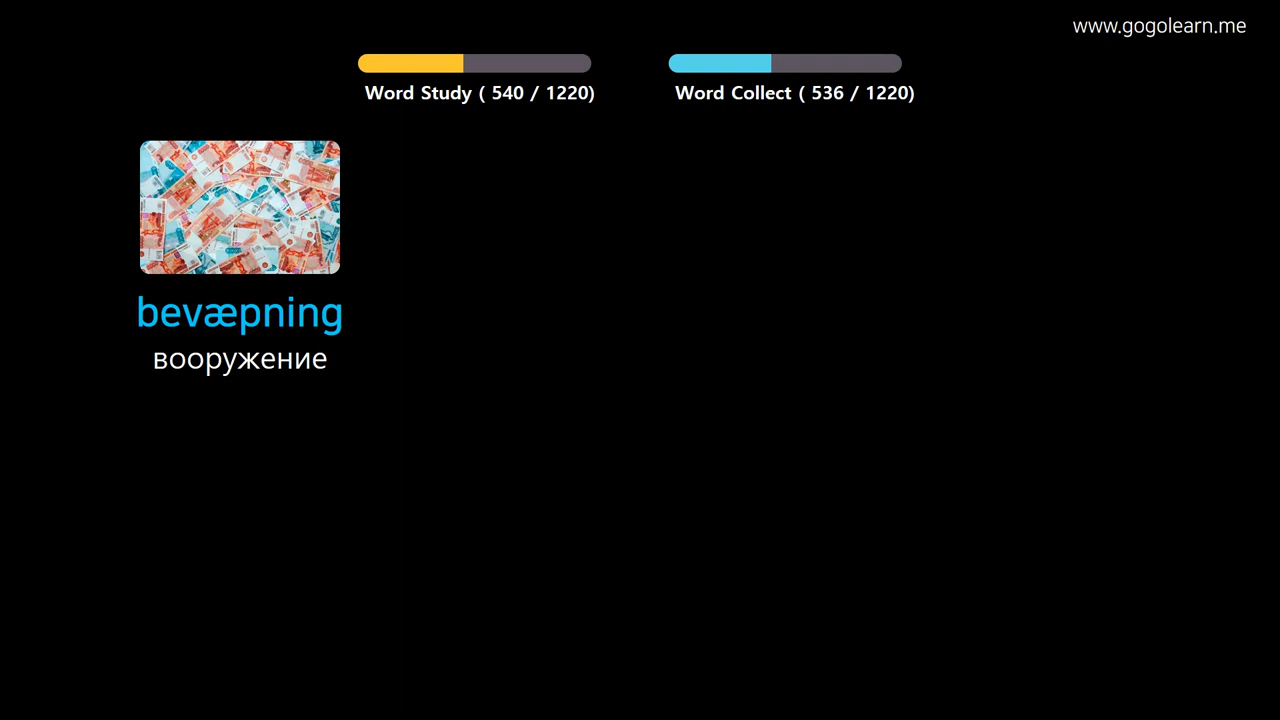 www.gogolearn.me
Word Study ( 540 / 1220)
Word Collect ( 536 / 1220)
bevæpning
вооружение